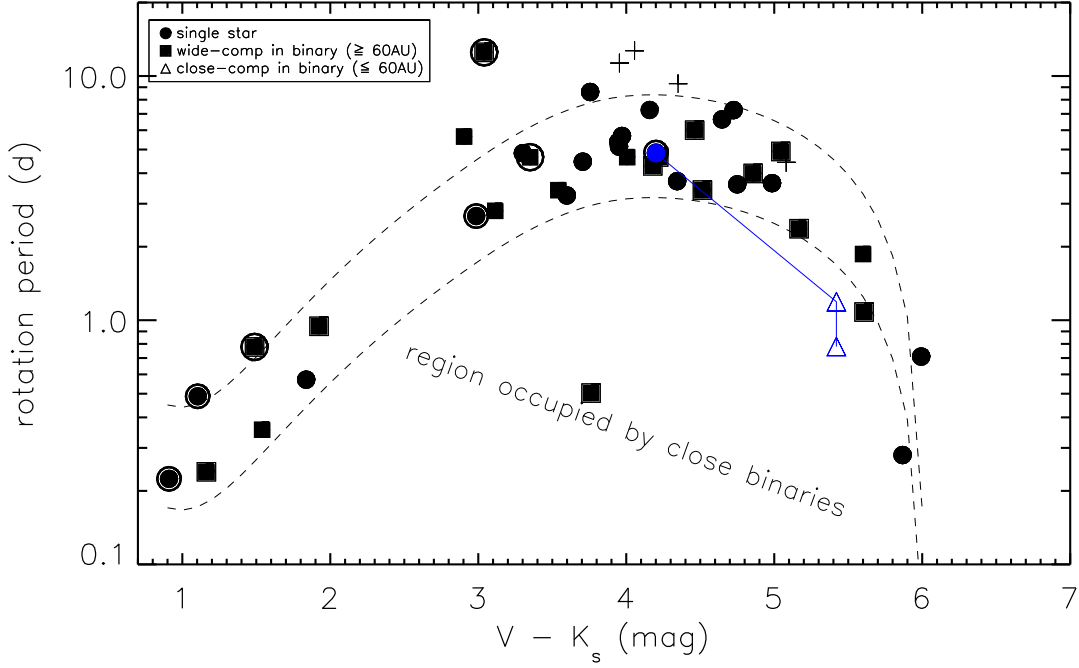 single star
wide-comp in binary (≧ 60AU)
close-comp in binary (≦ 60AU)
10.0
1.0
0.1
rotation period (d)
region occupied by close binaries
1 2 3 4 5 6 7
V − Ks (mag)